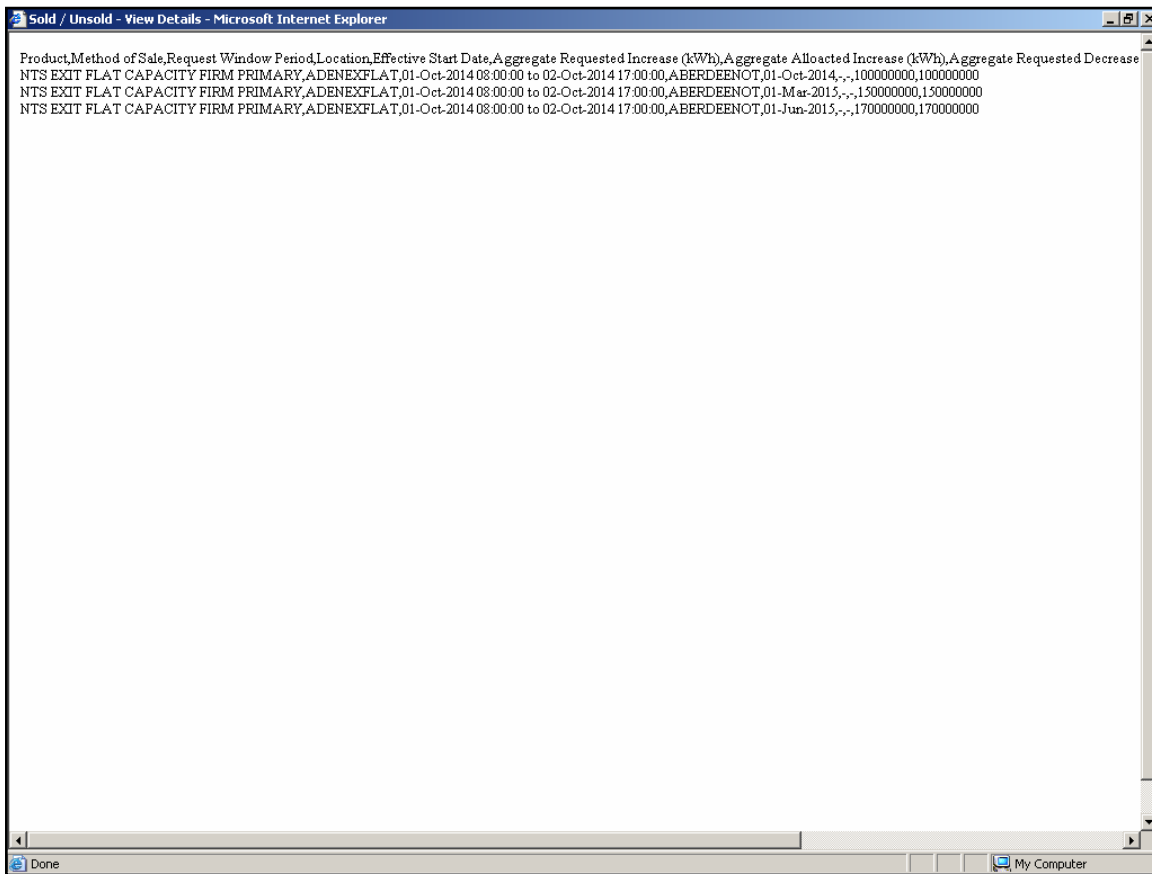 Sold / Unsold - View Details - Microsoft Internet Explorer
Product,Method of Sale,Request Window Period,Location,Effective Start Date,Aggregate Requested Increase (kWh),Aggregate Alloacted Increase (kWh),Aggregate Requested Decrease
NTS EXIT FLAT CAPACITY FIRM PRIMARY,ADENEXFLAT,01-Oct-2014 08:00:00 to 02-Oct-2014 17:00:00,ABERDEENOT,01-Oct-2014,-,-,100000000,100000000
NTS EXIT FLAT CAPACITY FIRM PRIMARY,ADENEXFLAT,01-Oct-2014 08:00:00 to 02-Oct-2014 17:00:00,ABERDEENOT,01-Mar-2015,-,-,150000000,150000000
NTS EXIT FLAT CAPACITY FIRM PRIMARY,ADENEXFLAT,01-Oct-2014 08:00:00 to 02-Oct-2014 17:00:00,ABERDEENOT,01-Jun-2015,-,-,170000000,170000000
Done
My Computer